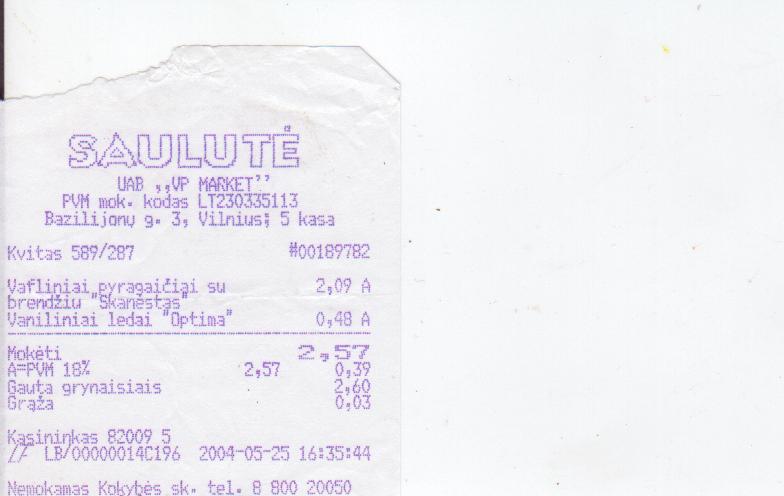 SAULUTĖ
UAB ,,VP MARKET’’
PVM mok. kodas LT230335113
Bazilijonų g. 3, Vilnius; 5 kasa
Kvitas 589/287 #00189782
Vafliniai pyragaičiai su 2,09 A
brendžiu "Skanėstas"
Vaniliniai ledai "Optima" 0,48 A
Mokėti 2,57
A=PVM 18% 2,57 0,39
Gauta grynaisiais 2,60
Grąža 0,03
Kasininkas 82009 5
LF LB/00000014C196 2004-05-25 16:35:44
Nemokamas Kokybės sk. tel. 8 800 20050